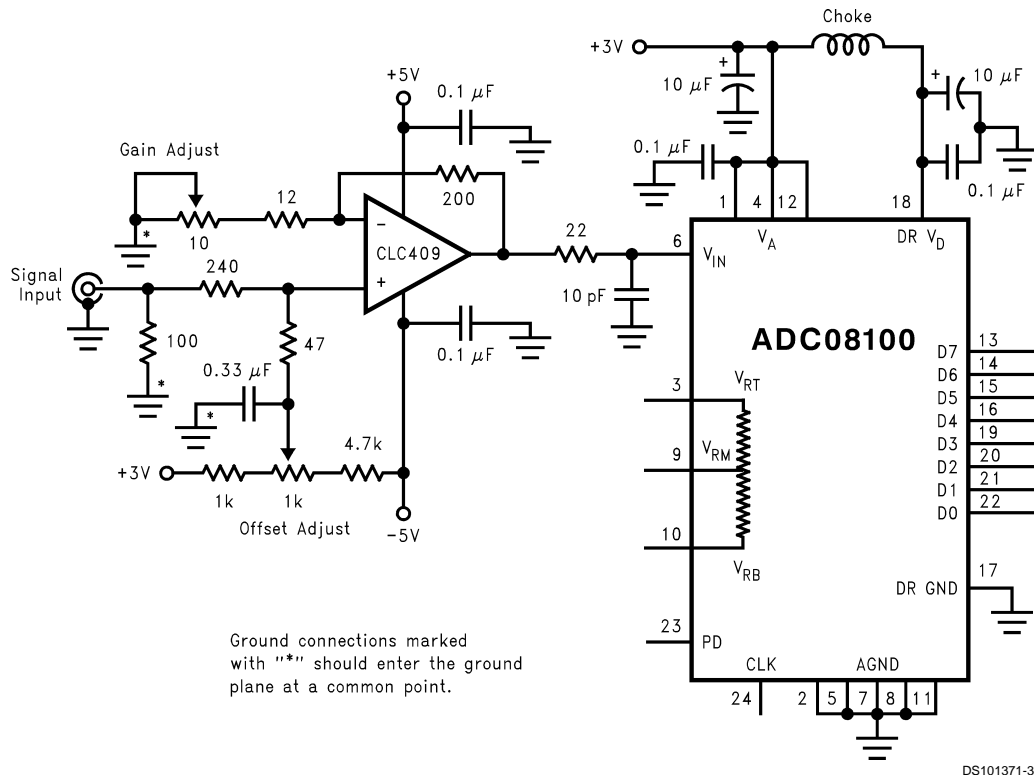 Choke
+3V
+
10 µF
+
10 µF
+5V
0.1 µF
0.1 µF
0.1 µF
Gain Adjust
12
200
1
4
12
18
V_A
DR V_D
*
10
−
CLC409
+
22
6
V_IN
Signal
Input
240
10 pF
100
47
0.1 µF
ADC08100
*
0.33 µF
*
D7
13
D6
14
D5
15
D4
16
D3
19
D2
20
D1
21
D0
22
3
V_RT
9
V_RM
10
V_RB
+3V
1k
1k
4.7k
Offset Adjust
−5V
DR GND
17
23
PD
CLK
AGND
24
2
5
7
8
11
Ground connections marked
with "*" should enter the ground
plane at a common point.
DS101371-3